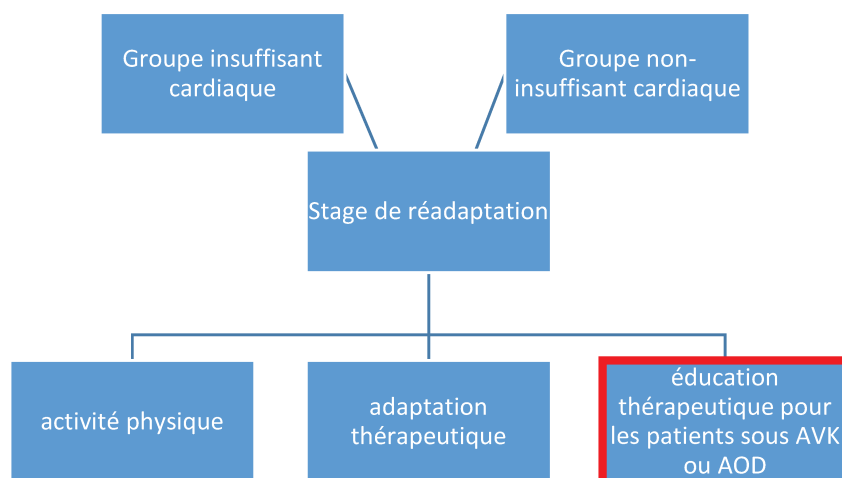 Groupe insuffisant
cardiaque
Groupe non-
insuffisant cardiaque
Stage de réadaptation
activité physique
adaptation
thérapeutique
éducation
thérapeutique pour
les patients sous AVK
ou AOD